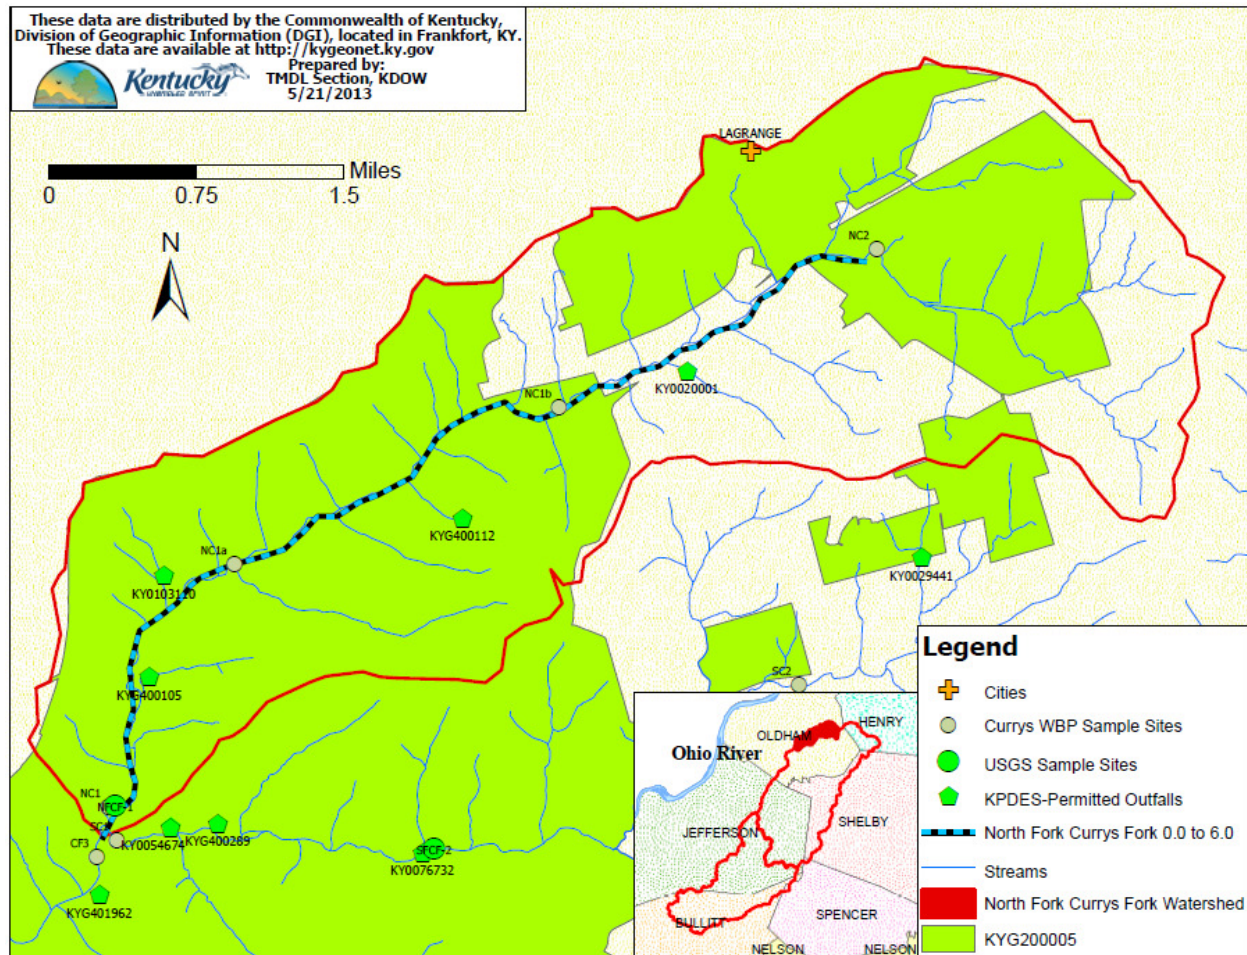 These data are distributed by the Commonwealth of Kentucky,
Division of Geographic Information (DGI), located in Frankfort, KY.
These data are available at http://kygeonet.ky.gov
Prepared by:
TMDL Section, KDOW
5/21/2013
Kentucky
UNBRIDLED SPIRIT
Miles
0 0.75 1.5
N
LAGRANGE
NC2
KY0020001
NC1b
KYG400112
NC1a
KY0103110
KY0029441
KYG400105
SC2
NC1
NFCF-1
CF3
KY0054674
KYG400289
SFCF-2
KY0076732
KYG401962
Legend
Cities
Currys WBP Sample Sites
USGS Sample Sites
KPDES-Permitted Outfalls
North Fork Currys Fork 0.0 to 6.0
Streams
North Fork Currys Fork Watershed
KYG200005
HENRY
OLDHAM
Ohio River
SHELBY
JEFFERSON
BULLITT
SPENCER
NELSON
NELSON